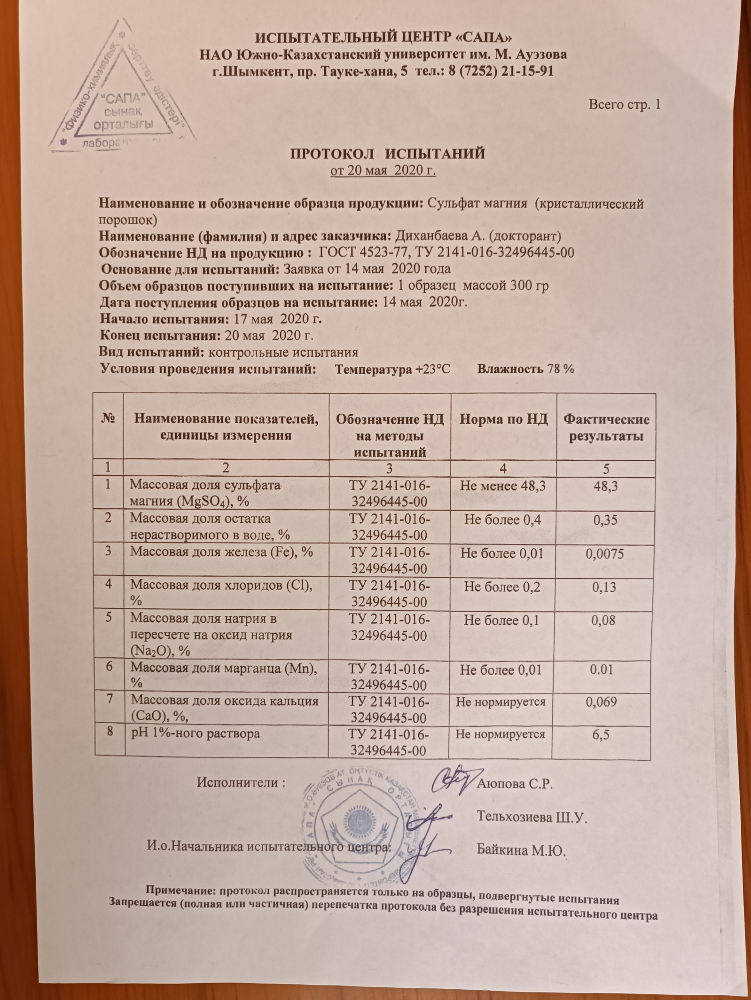 "Физико-химиялық зерттеу әдістері"
"САПА"
сынақ
орталығы
ИСПЫТАТЕЛЬНЫЙ ЦЕНТР «САПА»
НАО Южно-Казахстанский университет им. М. Ауэзова
г.Шымкент, пр. Тауке-хана, 5 тел.: 8 (7252) 21-15-91
Всего стр. 1
ПРОТОКОЛ ИСПЫТАНИЙ
от 20 мая 2020 г.
Наименование и обозначение образца продукции: Сульфат магния (кристаллический
порошок)
Наименование (фамилия) и адрес заказчика: Диханбаева А. (докторант)
Обозначение НД на продукцию : ГОСТ 4523-77, ТУ 2141-016-32496445-00
Основание для испытаний: Заявка от 14 мая 2020 года
Объем образцов поступивших на испытание: 1 образец массой 300 гр
Дата поступления образцов на испытание: 14 мая 2020г.
Начало испытания: 17 мая 2020 г.
Конец испытания: 20 мая 2020 г.
Вид испытаний: контрольные испытания
Условия проведения испытаний: Температура +23°С Влажность 78 %
№ Наименование показателей, Обозначение НД Норма по НД Фактические
единицы измерения на методы результаты
испытаний
1 2 3 4 5
1 Массовая доля сульфата ТУ 2141-016- Не менее 48,3 48,3
магния (MgSO₄), % 32496445-00
2 Массовая доля остатка ТУ 2141-016- Не более 0,4 0,35
нерастворимого в воде, % 32496445-00
3 Массовая доля железа (Fe), % ТУ 2141-016- Не более 0,01 0,0075
32496445-00
4 Массовая доля хлоридов (Cl), ТУ 2141-016- Не более 0,2 0,13
% 32496445-00
5 Массовая доля натрия в ТУ 2141-016- Не более 0,1 0,08
пересчете на оксид натрия 32496445-00
(Na₂O), %
6 Массовая доля марганца (Mn), ТУ 2141-016- Не более 0,01 0.01
% 32496445-00
7 Массовая доля оксида кальция ТУ 2141-016- Не нормируется 0,069
(CaO), %, 32496445-00
8 pH 1%-ного раствора ТУ 2141-016- Не нормируется 6,5
32496445-00
Исполнители : Аюпова С.Р.
Тельхозиева Ш.У.
И.о.Начальника испытательного центра: Байкина М.Ю.
САПА СЫНАҚ ОРТАЛЫҒЫ
Примечание: протокол распространяется только на образцы, подвергнутые испытания
Запрещается (полная или частичная) перепечатка протокола без разрешения испытательного центра